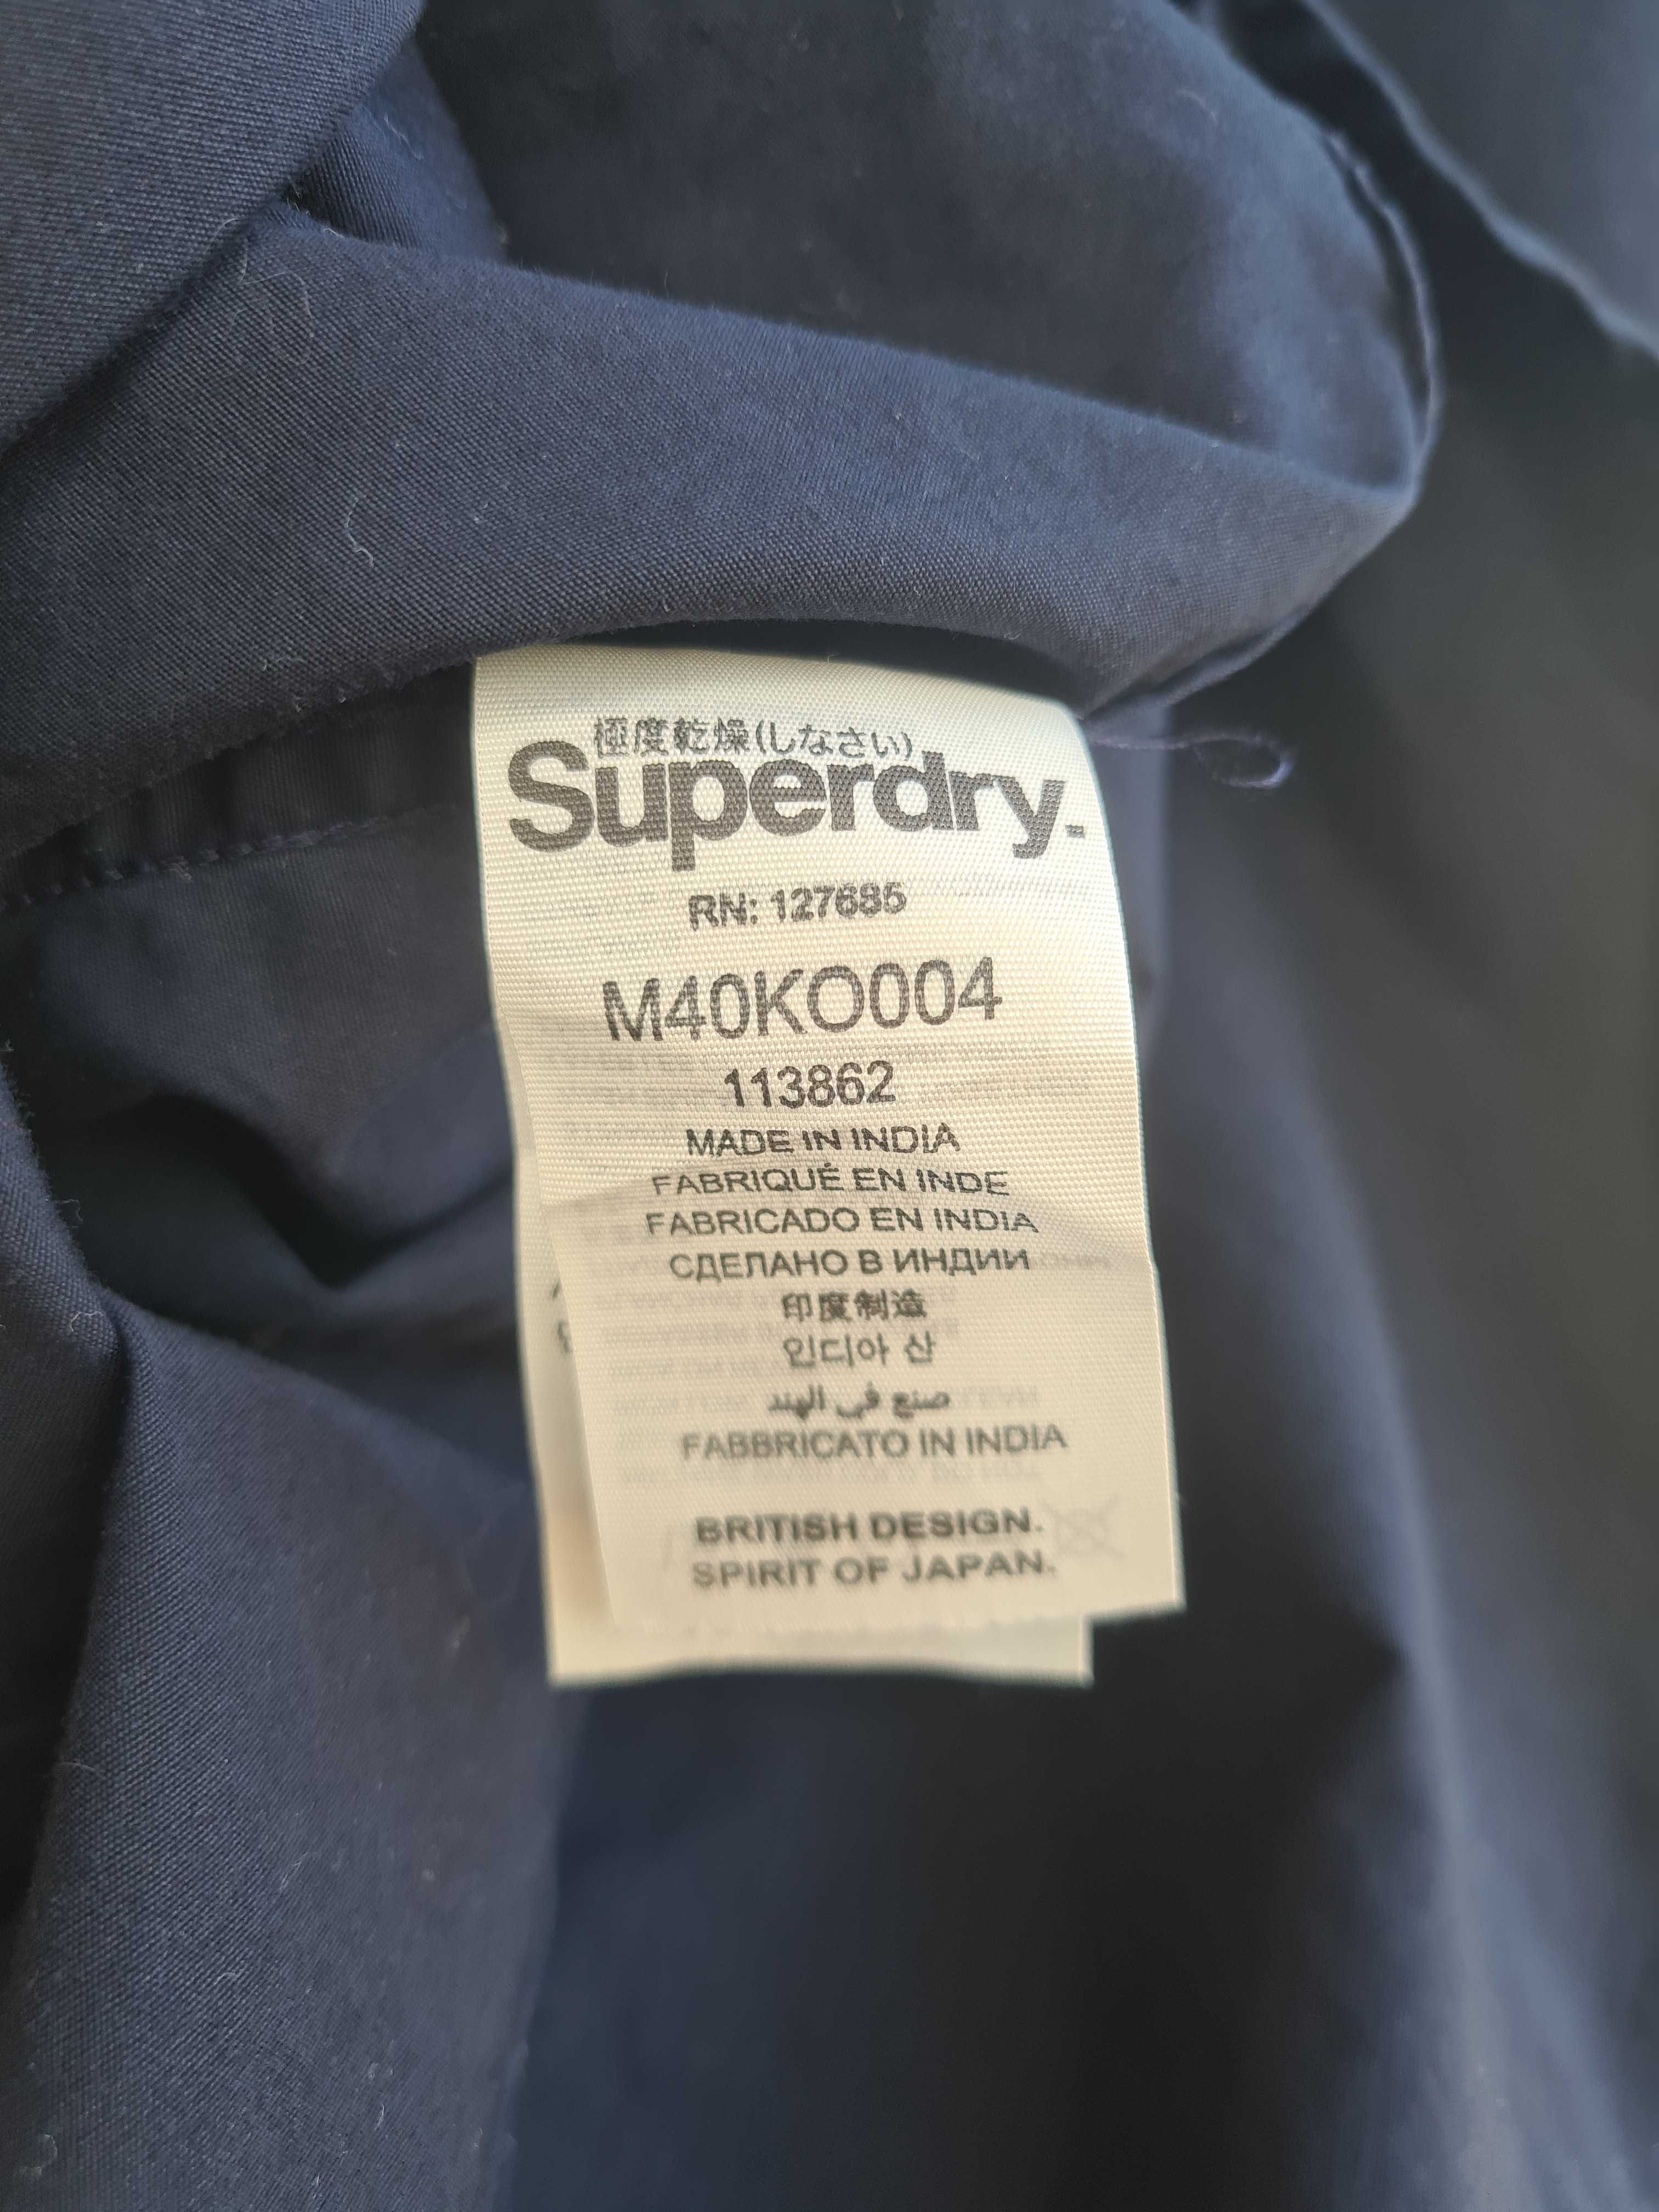 極度乾燥(しなさい)
Superdry.
RN: 127685
M40KO004
113862
MADE IN INDIA
FABRIQUÉ EN INDE
FABRICADO EN INDIA
СДЕЛАНО В ИНДИИ
印度制造
인디아 산
صنع في الهند
FABBRICATO IN INDIA
BRITISH DESIGN.
SPIRIT OF JAPAN.